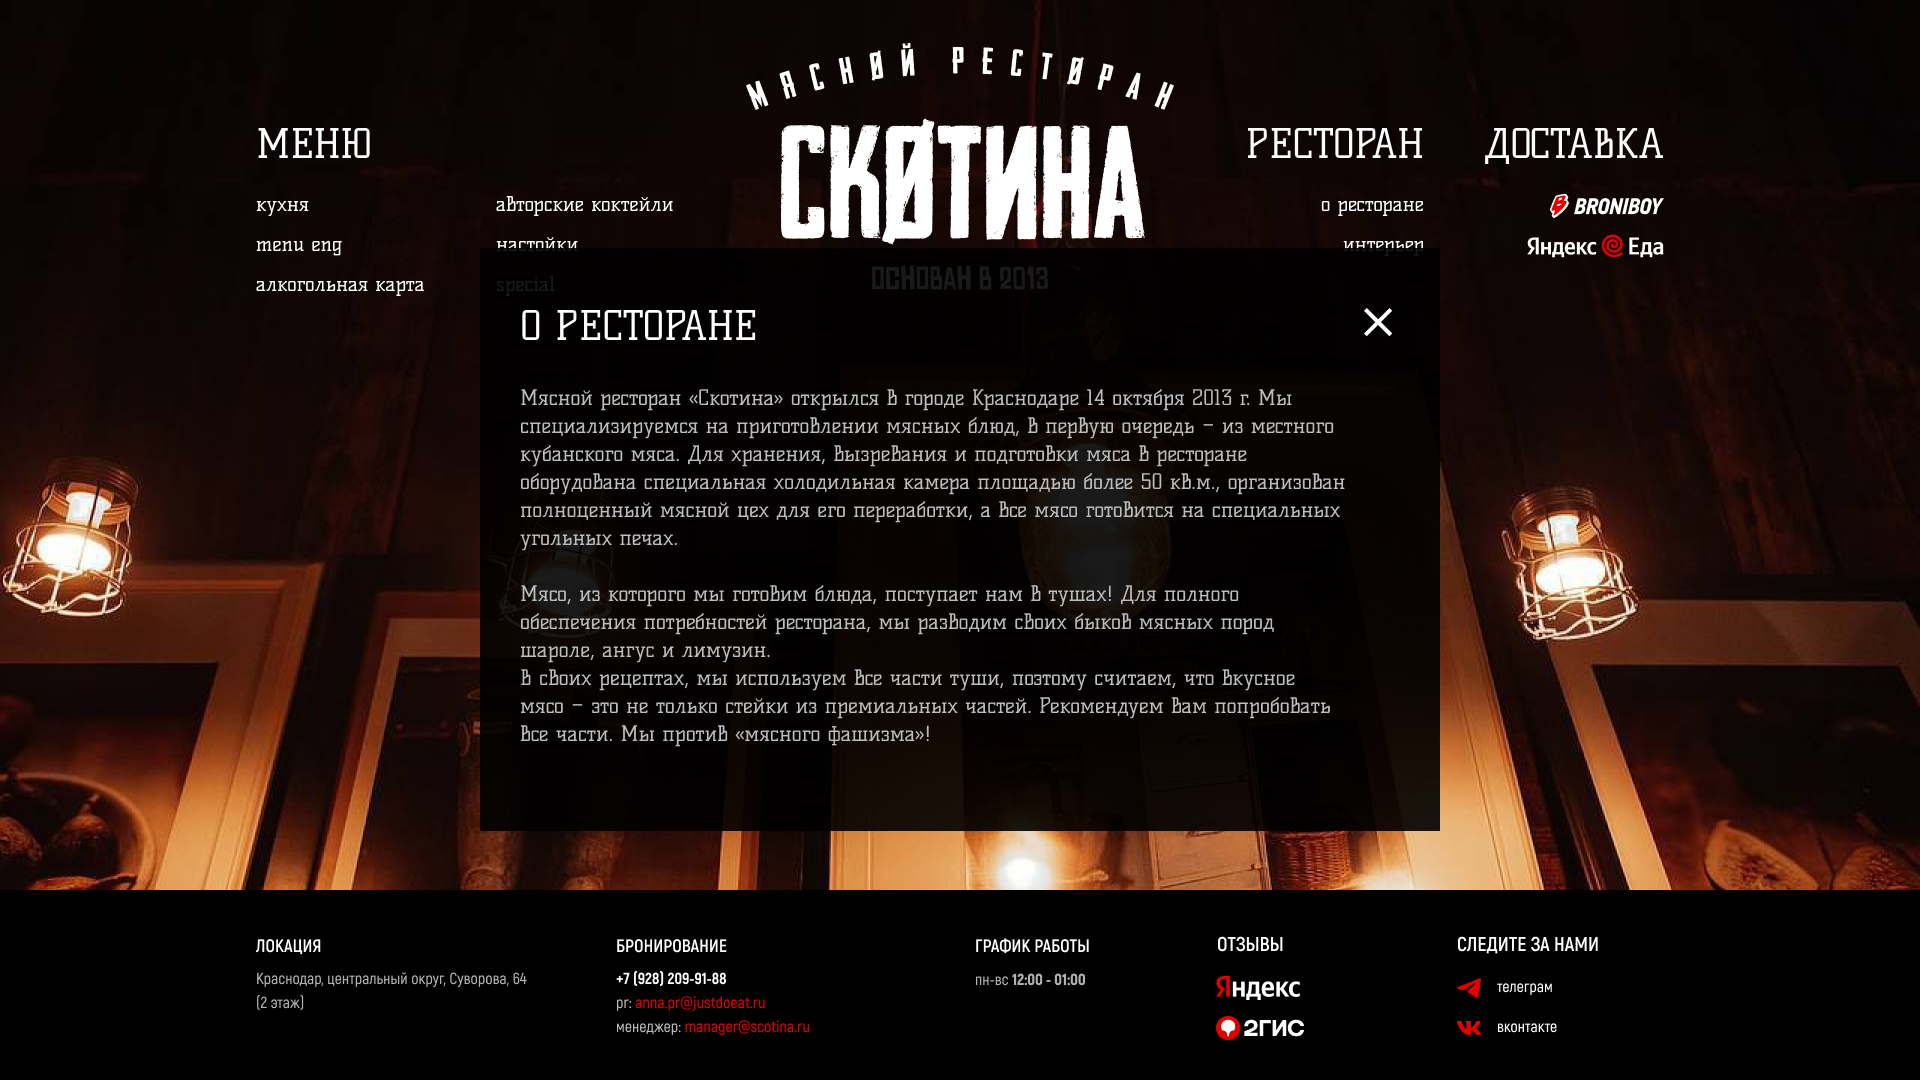 МЯСНОЙ РЕСТОРАН
СКОТИНА
ОСНОВАН В 2013
МЕНЮ
кухня
menu eng
алкогольная карта
авторские коктейли
настойки
special
РЕСТОРАН
о ресторане
интерьер
ДОСТАВКА
BRONIBOY
Яндекс Еда
О РЕСТОРАНЕ
Мясной ресторан «Скотина» открылся в городе Краснодаре 14 октября 2013 г. Мы
специализируемся на приготовлении мясных блюд, в первую очередь – из местного
кубанского мяса. Для хранения, вызревания и подготовки мяса в ресторане
оборудована специальная холодильная камера площадью более 50 кв.м., организован
полноценный мясной цех для его переработки, а все мясо готовится на специальных
угольных печах.
Мясо, из которого мы готовим блюда, поступает нам в тушах! Для полного
обеспечения потребностей ресторана, мы разводим своих быков мясных пород
шароле, ангус и лимузин.
В своих рецептах, мы используем все части туши, поэтому считаем, что вкусное
мясо – это не только стейки из премиальных частей. Рекомендуем вам попробовать
все части. Мы против «мясного фашизма»!
ЛОКАЦИЯ
Краснодар, центральный округ, Суворова, 64
(2 этаж)
БРОНИРОВАНИЕ
+7 (928) 209-91-88
pr: anna.pr@justdoeat.ru
менеджер: manager@scotina.ru
ГРАФИК РАБОТЫ
пн-вс 12:00 - 01:00
ОТЗЫВЫ
Яндекс
2ГИС
СЛЕДИТЕ ЗА НАМИ
телеграм
вконтакте